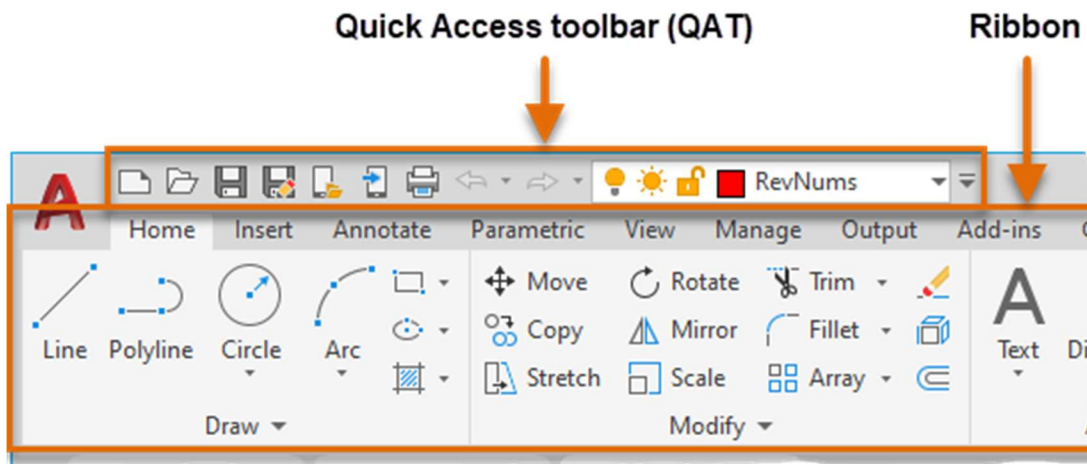 Quick Access toolbar (QAT) Ribbon
RevNums
Home Insert Annotate Parametric View Manage Output Add-ins
Move Rotate Trim
Copy Mirror Fillet
Line Polyline Circle Arc Text
Stretch Scale Array
Draw Modify